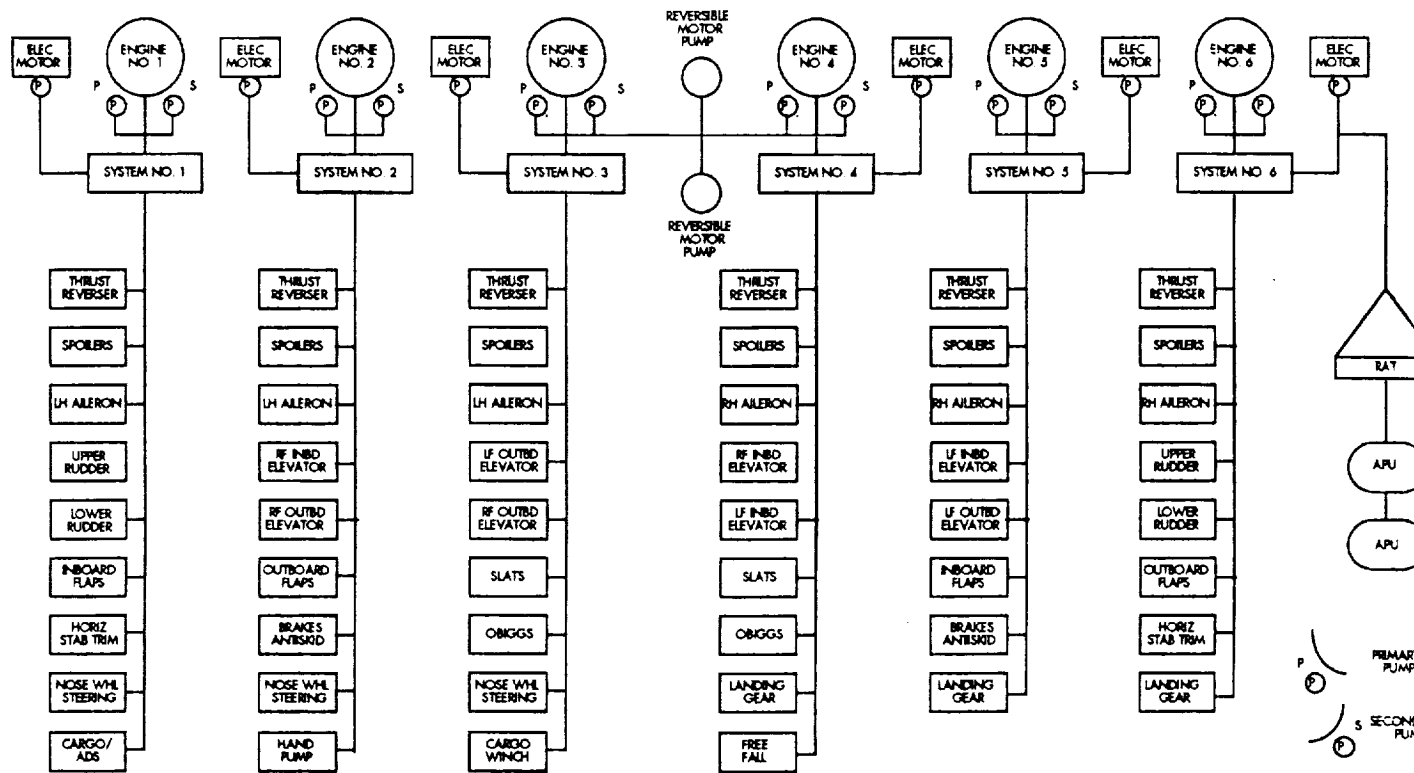 REVERSIBLE
MOTOR
PUMP
ELEC
MOTOR
P
ENGINE
NO. 1
P
S
P
P
SYSTEM NO. 1
ELEC
MOTOR
P
ENGINE
NO. 2
P
S
P
P
SYSTEM NO. 2
ELEC
MOTOR
P
ENGINE
NO. 3
P
S
P
P
SYSTEM NO. 3
REVERSIBLE
MOTOR
PUMP
ENGINE
NO. 4
P
S
P
P
ELEC
MOTOR
P
SYSTEM NO. 4
ENGINE
NO. 5
P
S
P
P
ELEC
MOTOR
P
SYSTEM NO. 5
ENGINE
NO. 6
P
S
P
P
ELEC
MOTOR
P
SYSTEM NO. 6
THRUST
REVERSER
SPOILERS
LH AILERON
UPPER
RUDDER
LOWER
RUDDER
INBOARD
FLAPS
HORIZ
STAB TRIM
NOSE WHL
STEERING
CARGO/
ADS
THRUST
REVERSER
SPOILERS
LH AILERON
RF INBD
ELEVATOR
RF OUTBD
ELEVATOR
OUTBOARD
FLAPS
BRAKES
ANTISKID
NOSE WHL
STEERING
HAND
PUMP
THRUST
REVERSER
SPOILERS
LH AILERON
LF OUTBD
ELEVATOR
RF OUTBD
ELEVATOR
SLATS
OBIGGS
NOSE WHL
STEERING
CARGO
WINCH
THRUST
REVERSER
SPOILERS
RH AILERON
RF INBD
ELEVATOR
LF INBD
ELEVATOR
SLATS
OBIGGS
LANDING
GEAR
FREE
FALL
THRUST
REVERSER
SPOILERS
RH AILERON
LF INBD
ELEVATOR
LF OUTBD
ELEVATOR
INBOARD
FLAPS
BRAKES
ANTISKID
LANDING
GEAR
THRUST
REVERSER
SPOILERS
RH AILERON
UPPER
RUDDER
LOWER
RUDDER
OUTBOARD
FLAPS
HORIZ
STAB TRIM
LANDING
GEAR
RAT
APU
APU
P
P
PRIMAR
PUMP
S
P
SECON
PU